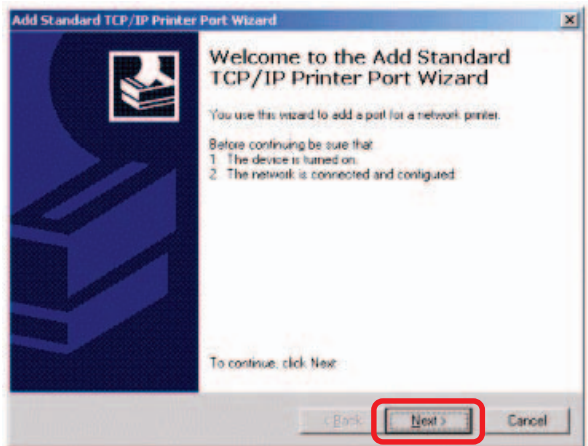 Add Standard TCP/IP Printer Port Wizard
Welcome to the Add Standard
TCP/IP Printer Port Wizard
You use this wizard to add a port for a network printer.
Before continuing be sure that:
1. The device is turned on.
2. The network is connected and configured.
To continue, click Next.
< Back
Next >
Cancel